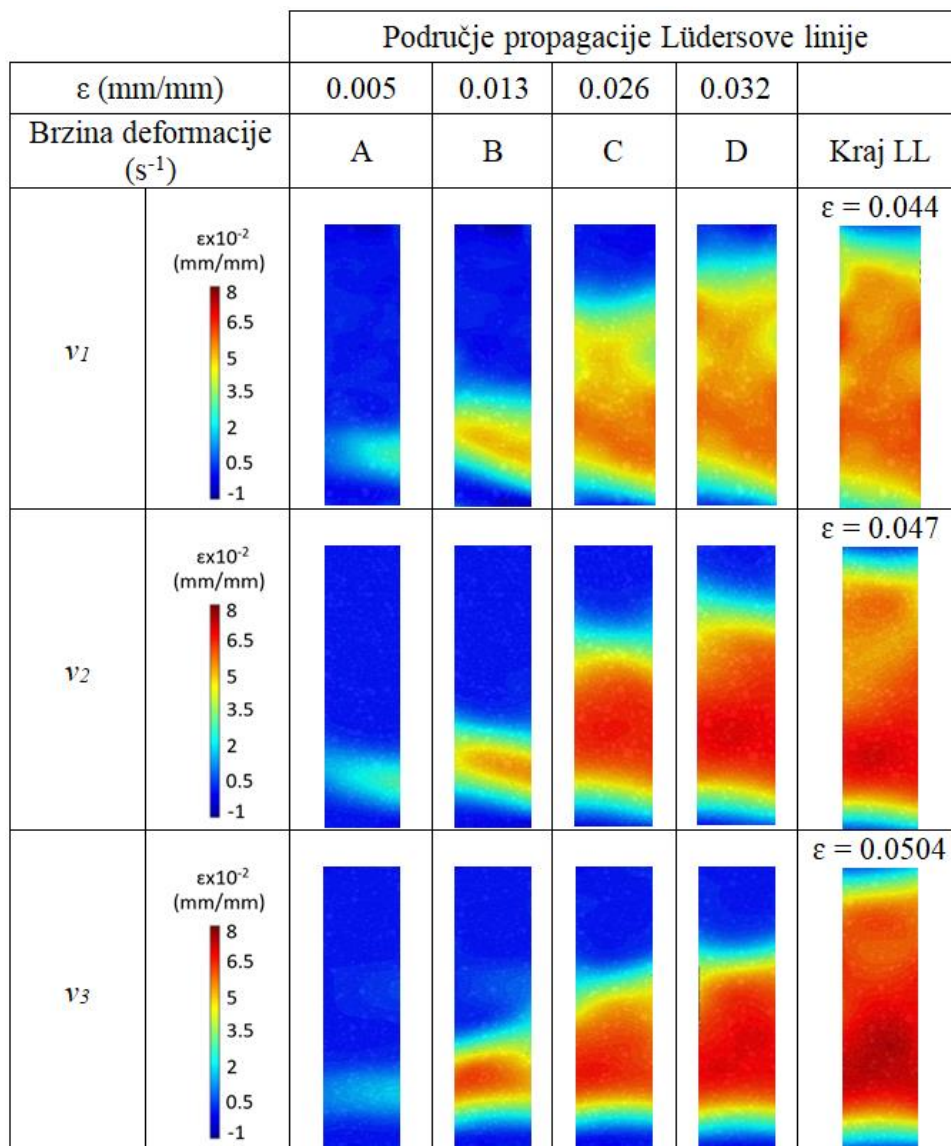 Područje propagacije Lüdersove linije
ε (mm/mm) 0.005 0.013 0.026 0.032
Brzina deformacije
(s⁻¹)
A B C D Kraj LL
ε = 0.044
εx10⁻²
(mm/mm)
8
6.5
5
3.5
2
0.5
-1
v₁
ε = 0.047
εx10⁻²
(mm/mm)
8
6.5
5
3.5
2
0.5
-1
v₂
ε = 0.0504
εx10⁻²
(mm/mm)
8
6.5
5
3.5
2
0.5
-1
v₃